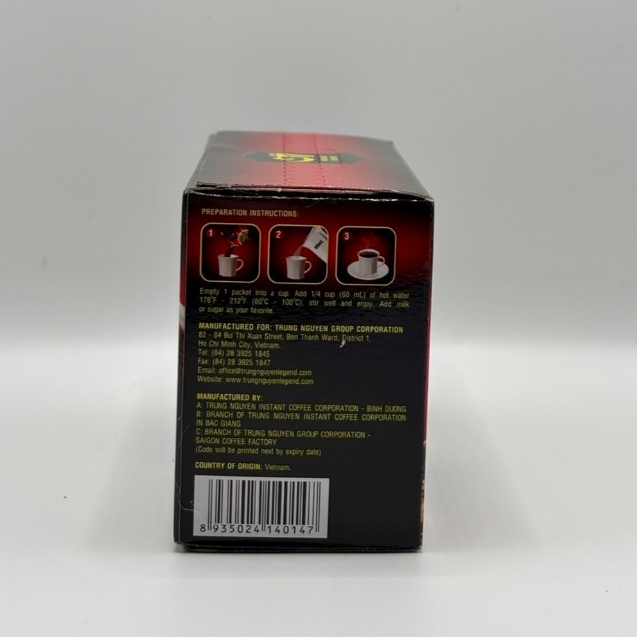 PREPARATION INSTRUCTIONS:
1 2 3
Empty 1 packet into a cup. Add 1/4 cup (60 mL) of hot water
176°F - 212°F (80°C - 100°C). stir well and enjoy. Add milk
or sugar as your favorite.
MANUFACTURED FOR: TRUNG NGUYEN GROUP CORPORATION
82 - 84 Bui Thi Xuan Street, Ben Thanh Ward, District 1,
Ho Chi Minh City, Vietnam.
Tel: (84) 28 3925 1845
Fax: (84) 28 3925 1847
Email: office@trungnguyenlegend.com
Website: www.trungnguyenlegend.com
MANUFACTURED BY:
A: TRUNG NGUYEN INSTANT COFFEE CORPORATION - BINH DUONG
B: BRANCH OF TRUNG NGUYEN INSTANT COFFEE CORPORATION
IN BAC GIANG
C: BRANCH OF TRUNG NGUYEN GROUP CORPORATION -
SAIGON COFFEE FACTORY
(Code will be printed next by expiry date)
COUNTRY OF ORIGIN: Vietnam.
8 935024 140147